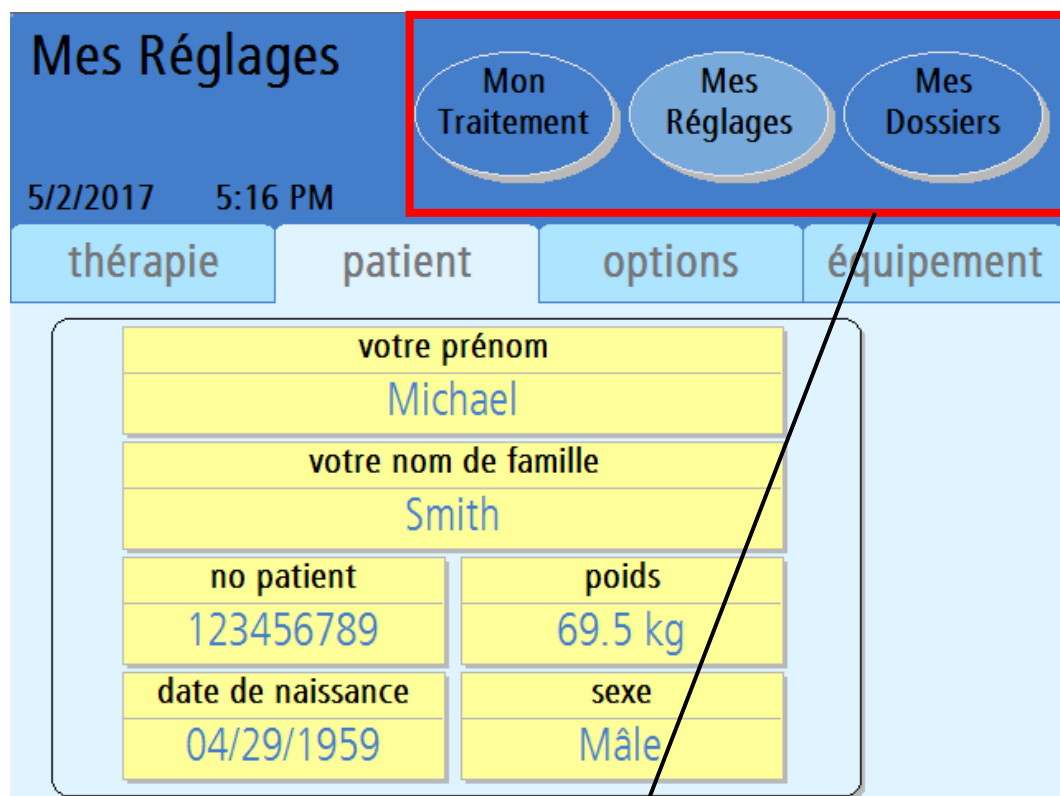 Mes Réglages
Mon
Traitement
Mes
Réglages
Mes
Dossiers
5/2/2017 5:16 PM
thérapie patient options équipement
votre prénom
Michael
votre nom de famille
Smith
no patient poids
123456789 69.5 kg
date de naissance sexe
04/29/1959 Mâle